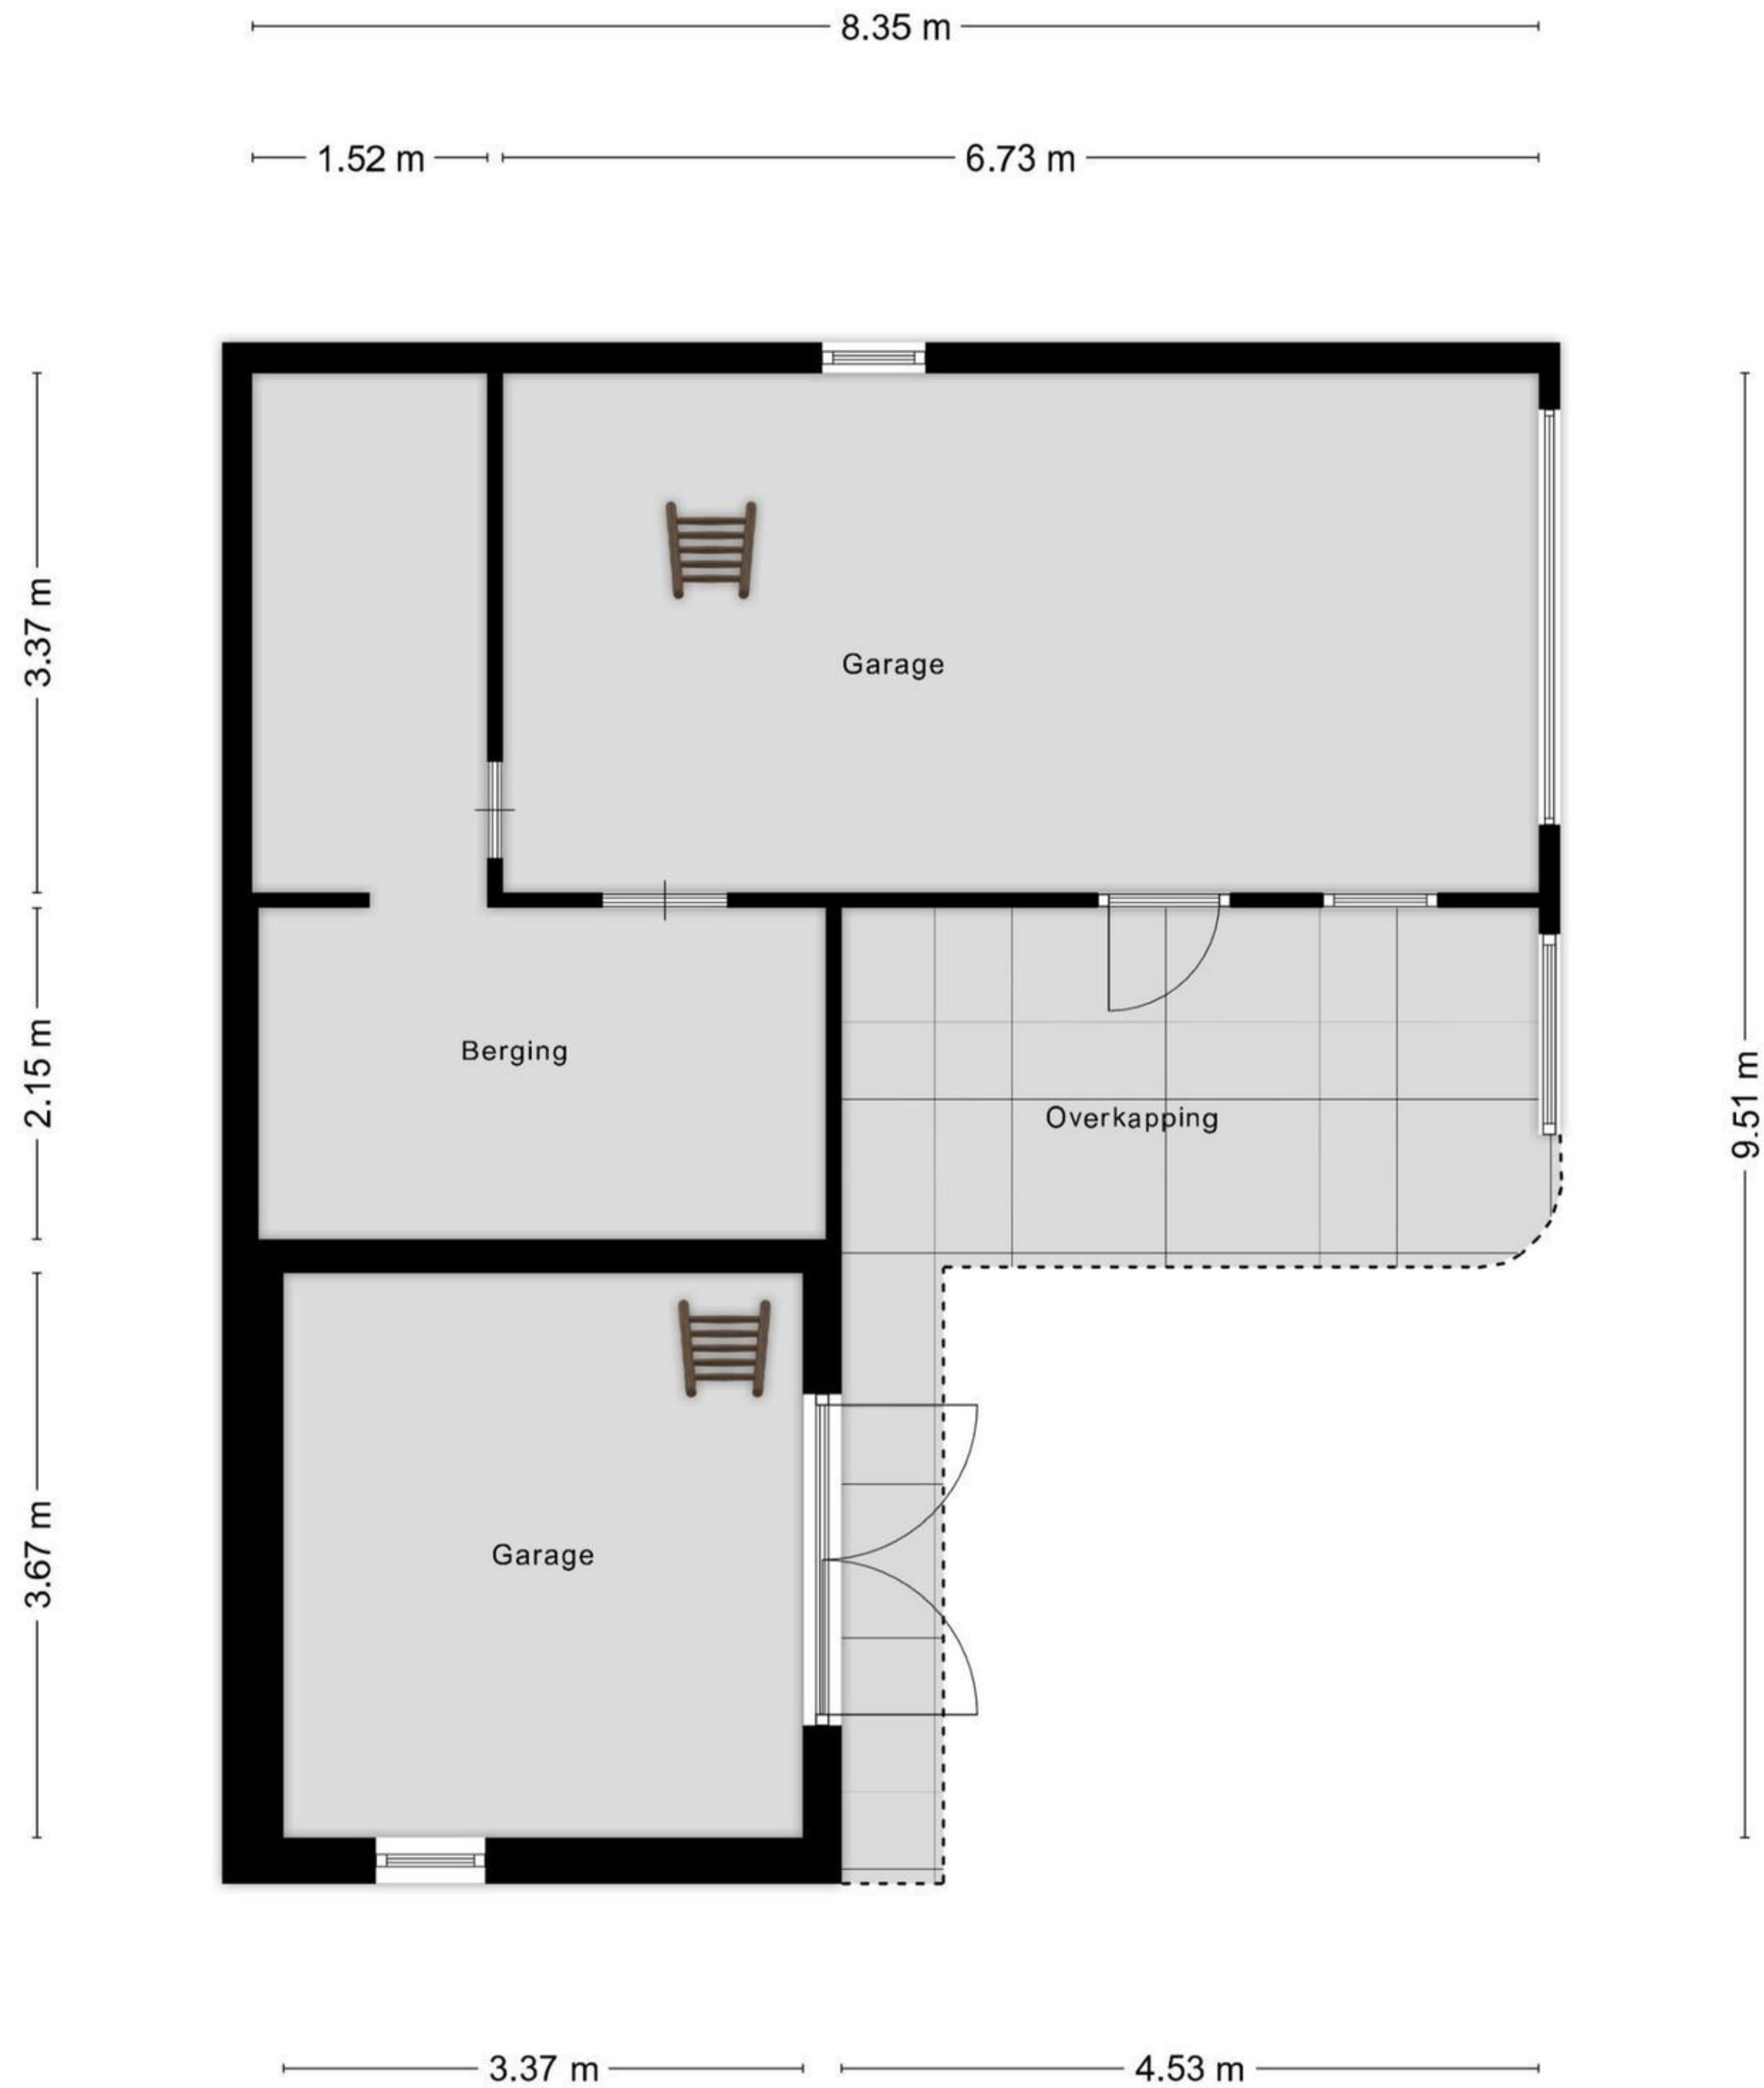 8.35 m
1.52 m
6.73 m
3.37 m
Garage
2.15 m
Berging
Overkapping
9.51 m
3.67 m
Garage
3.37 m
4.53 m